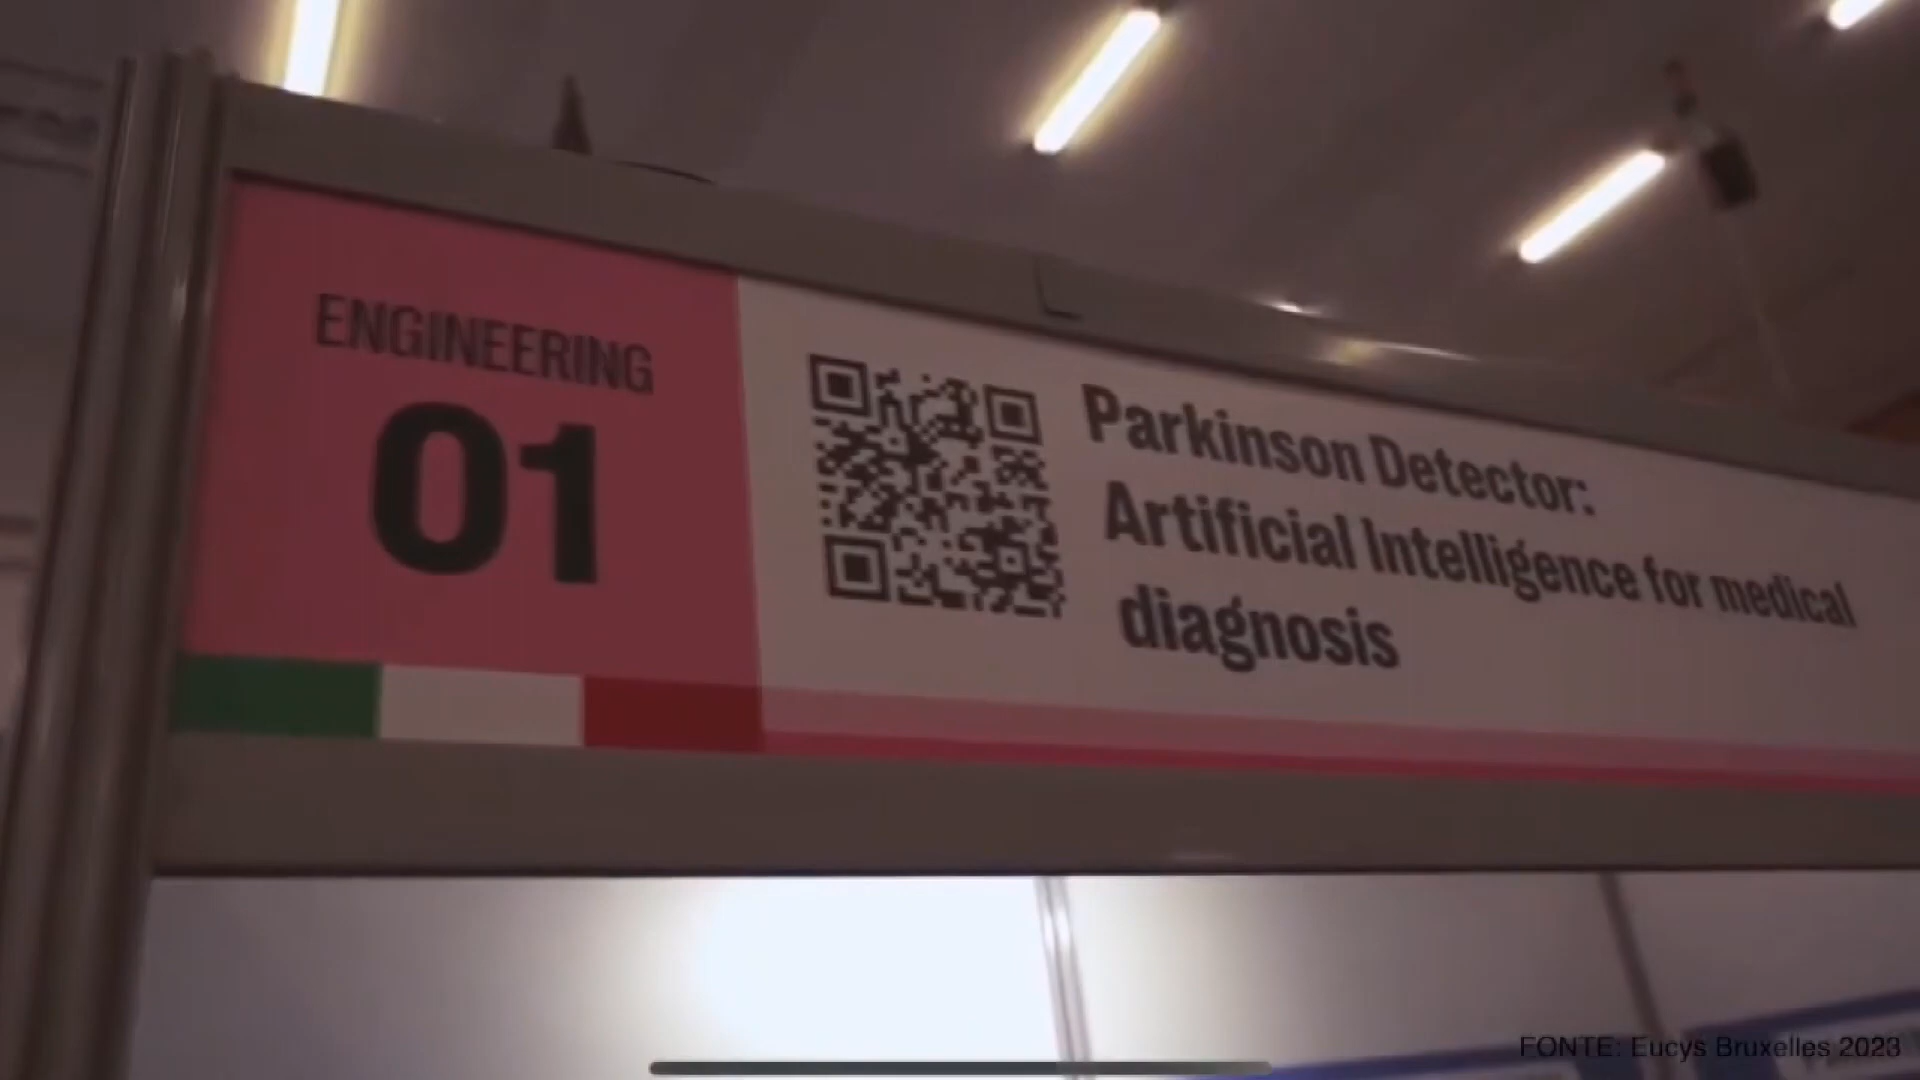 ENGINEERING
01
Parkinson Detector:
Artificial Intelligence for medical
diagnosis
FONTE: Eucys Bruxelles 2023